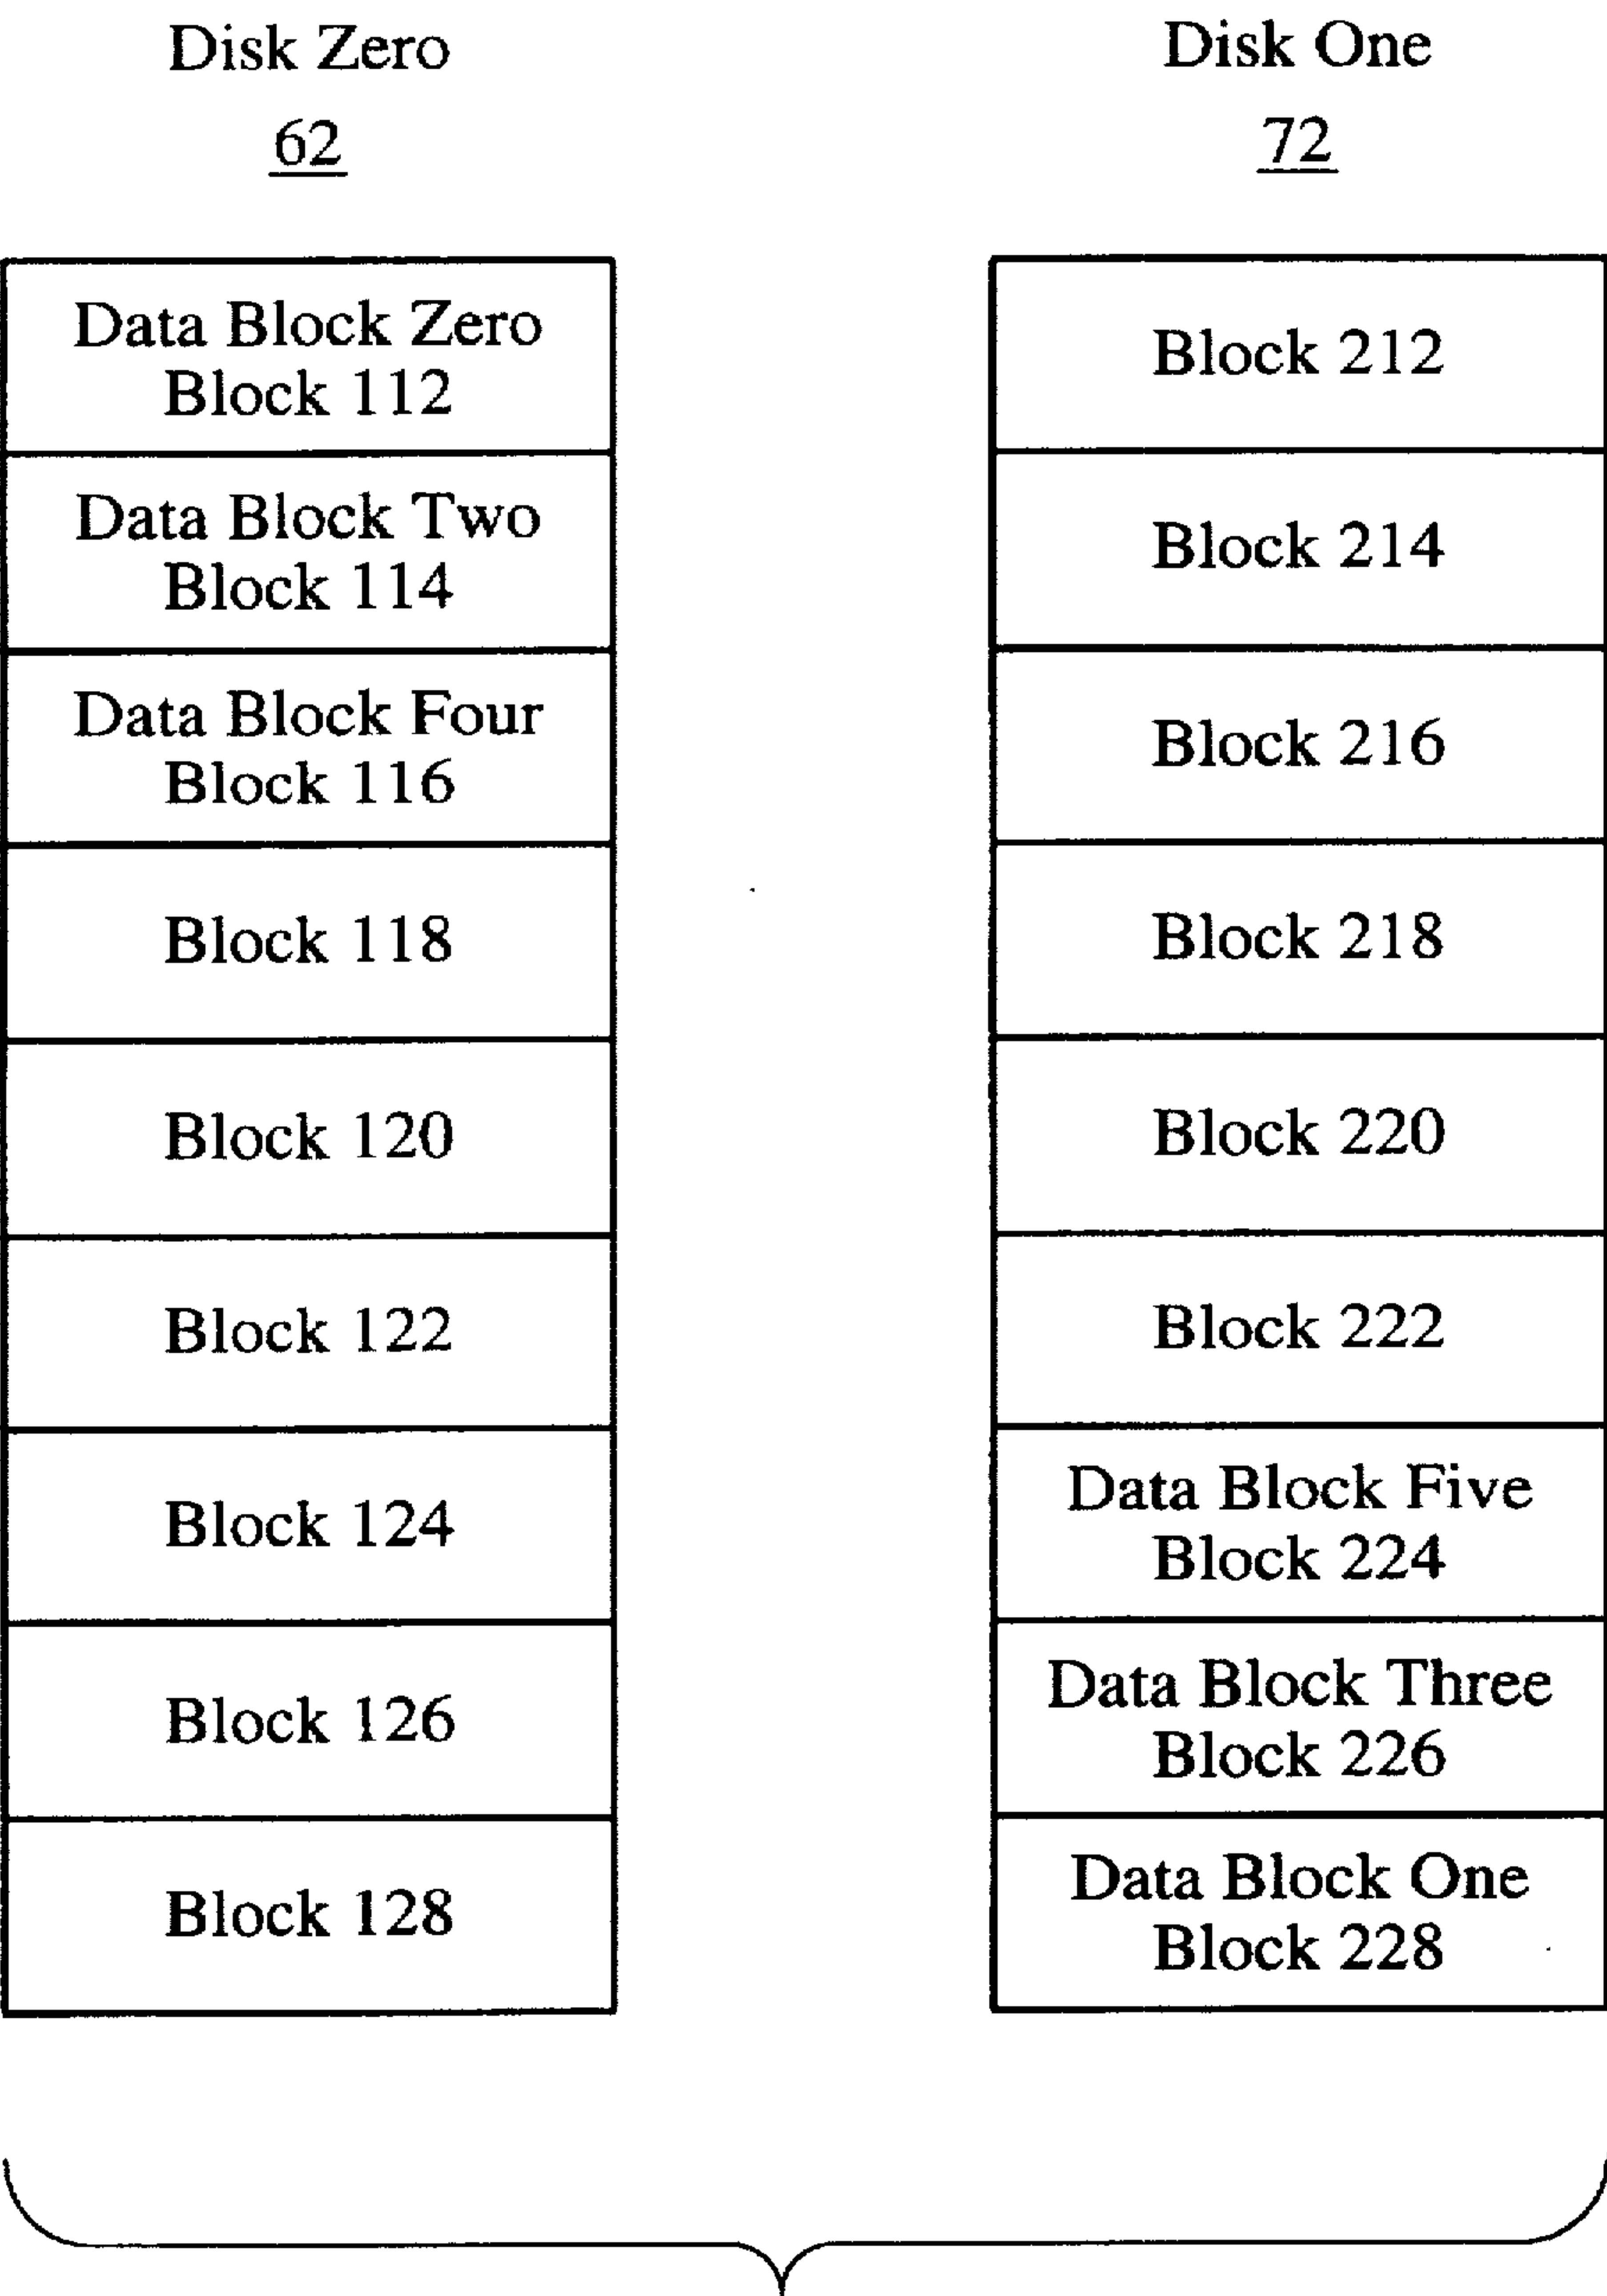 Disk Zero
62
Data Block Zero
Block 112
Data Block Two
Block 114
Data Block Four
Block 116
Block 118
Block 120
Block 122
Block 124
Block 126
Block 128
Disk One
72
Block 212
Block 214
Block 216
Block 218
Block 220
Block 222
Data Block Five
Block 224
Data Block Three
Block 226
Data Block One
Block 228